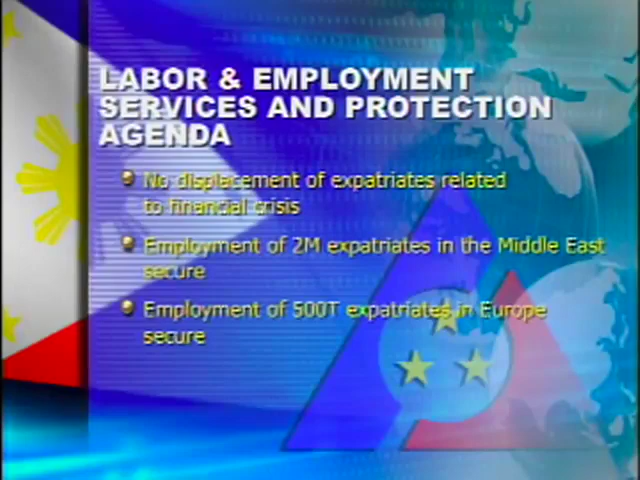 LABOR & EMPLOYMENT
SERVICES AND PROTECTION
AGENDA
No displacement of expatriates related
to financial crisis
Employment of 2M expatriates in the Middle East
secure
Employment of 500T expatriates in Europe
secure